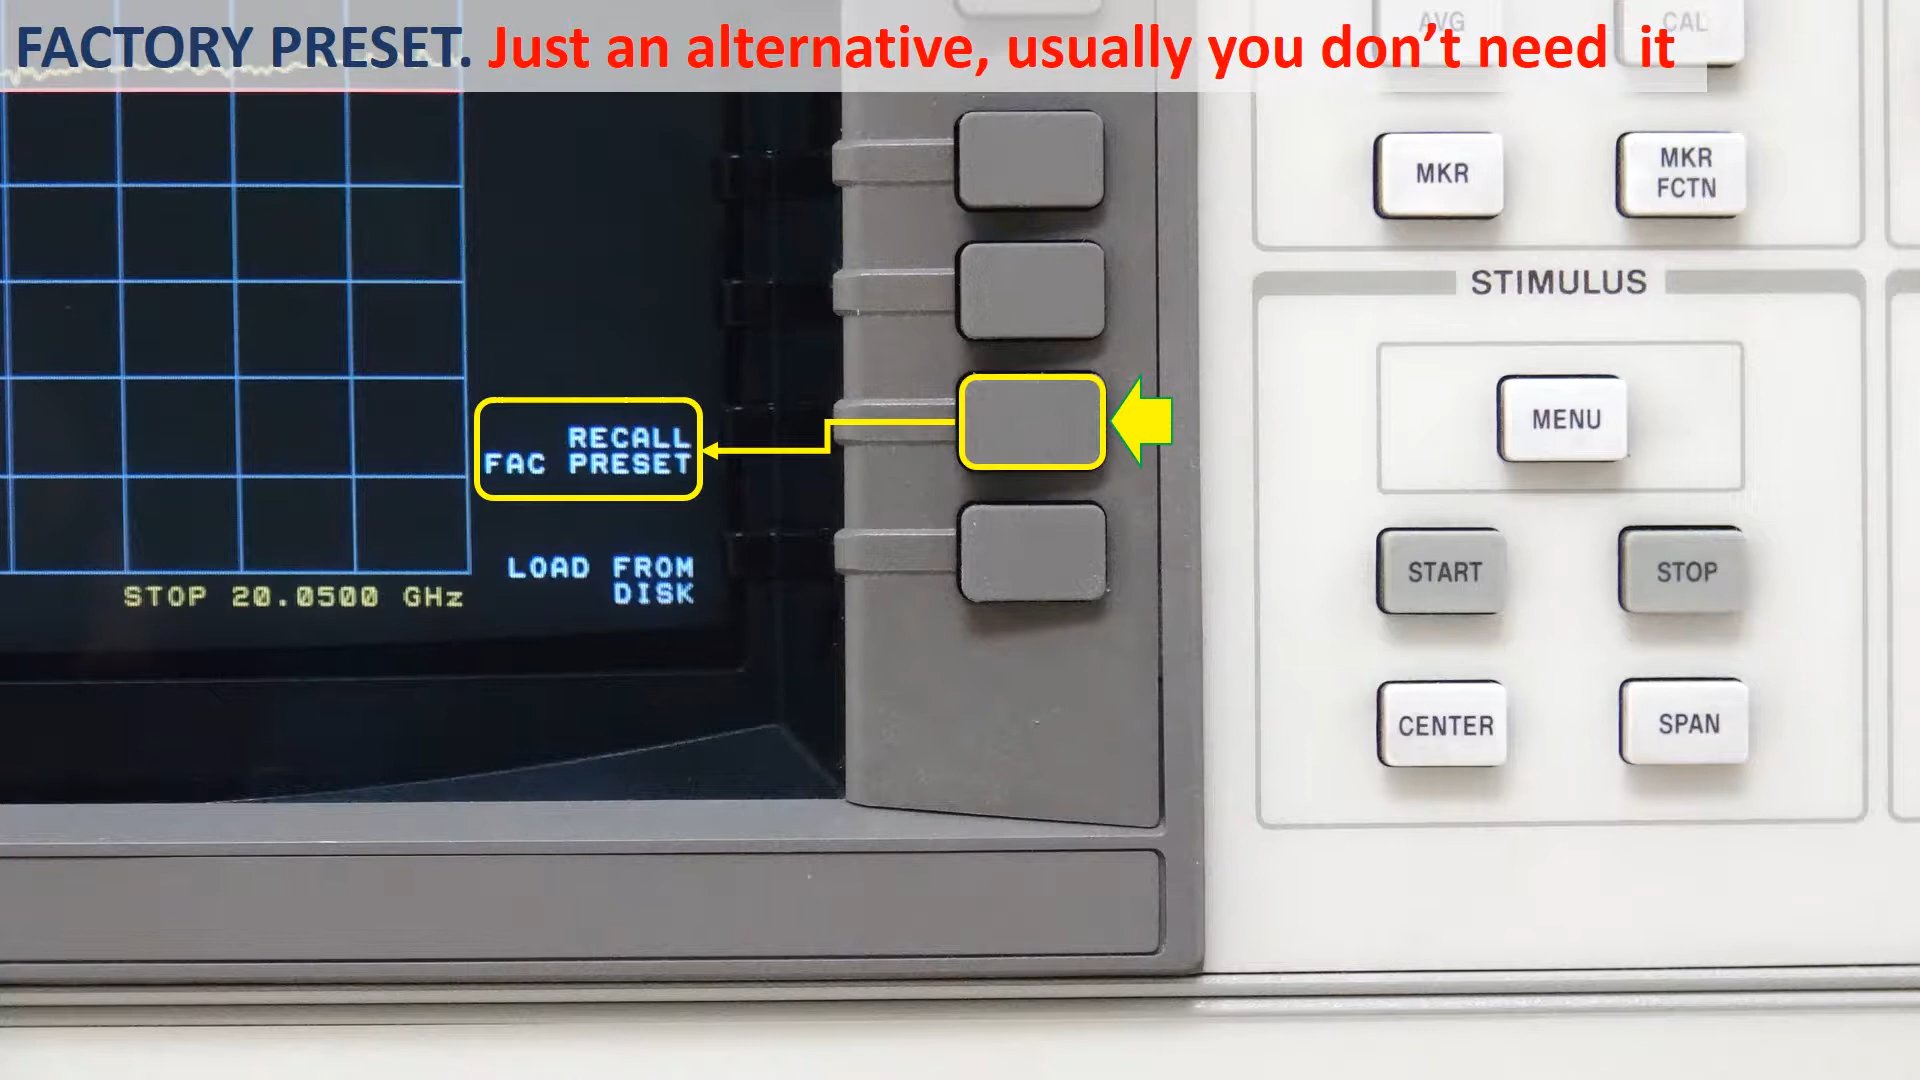 FACTORY PRESET. Just an alternative, usually you don’t need it
AVG
CAL
MKR
MKR
FCTN
STIMULUS
MENU
RECALL
FAC PRESET
LOAD FROM
DISK
STOP 20.0500 GHz
START
STOP
CENTER
SPAN